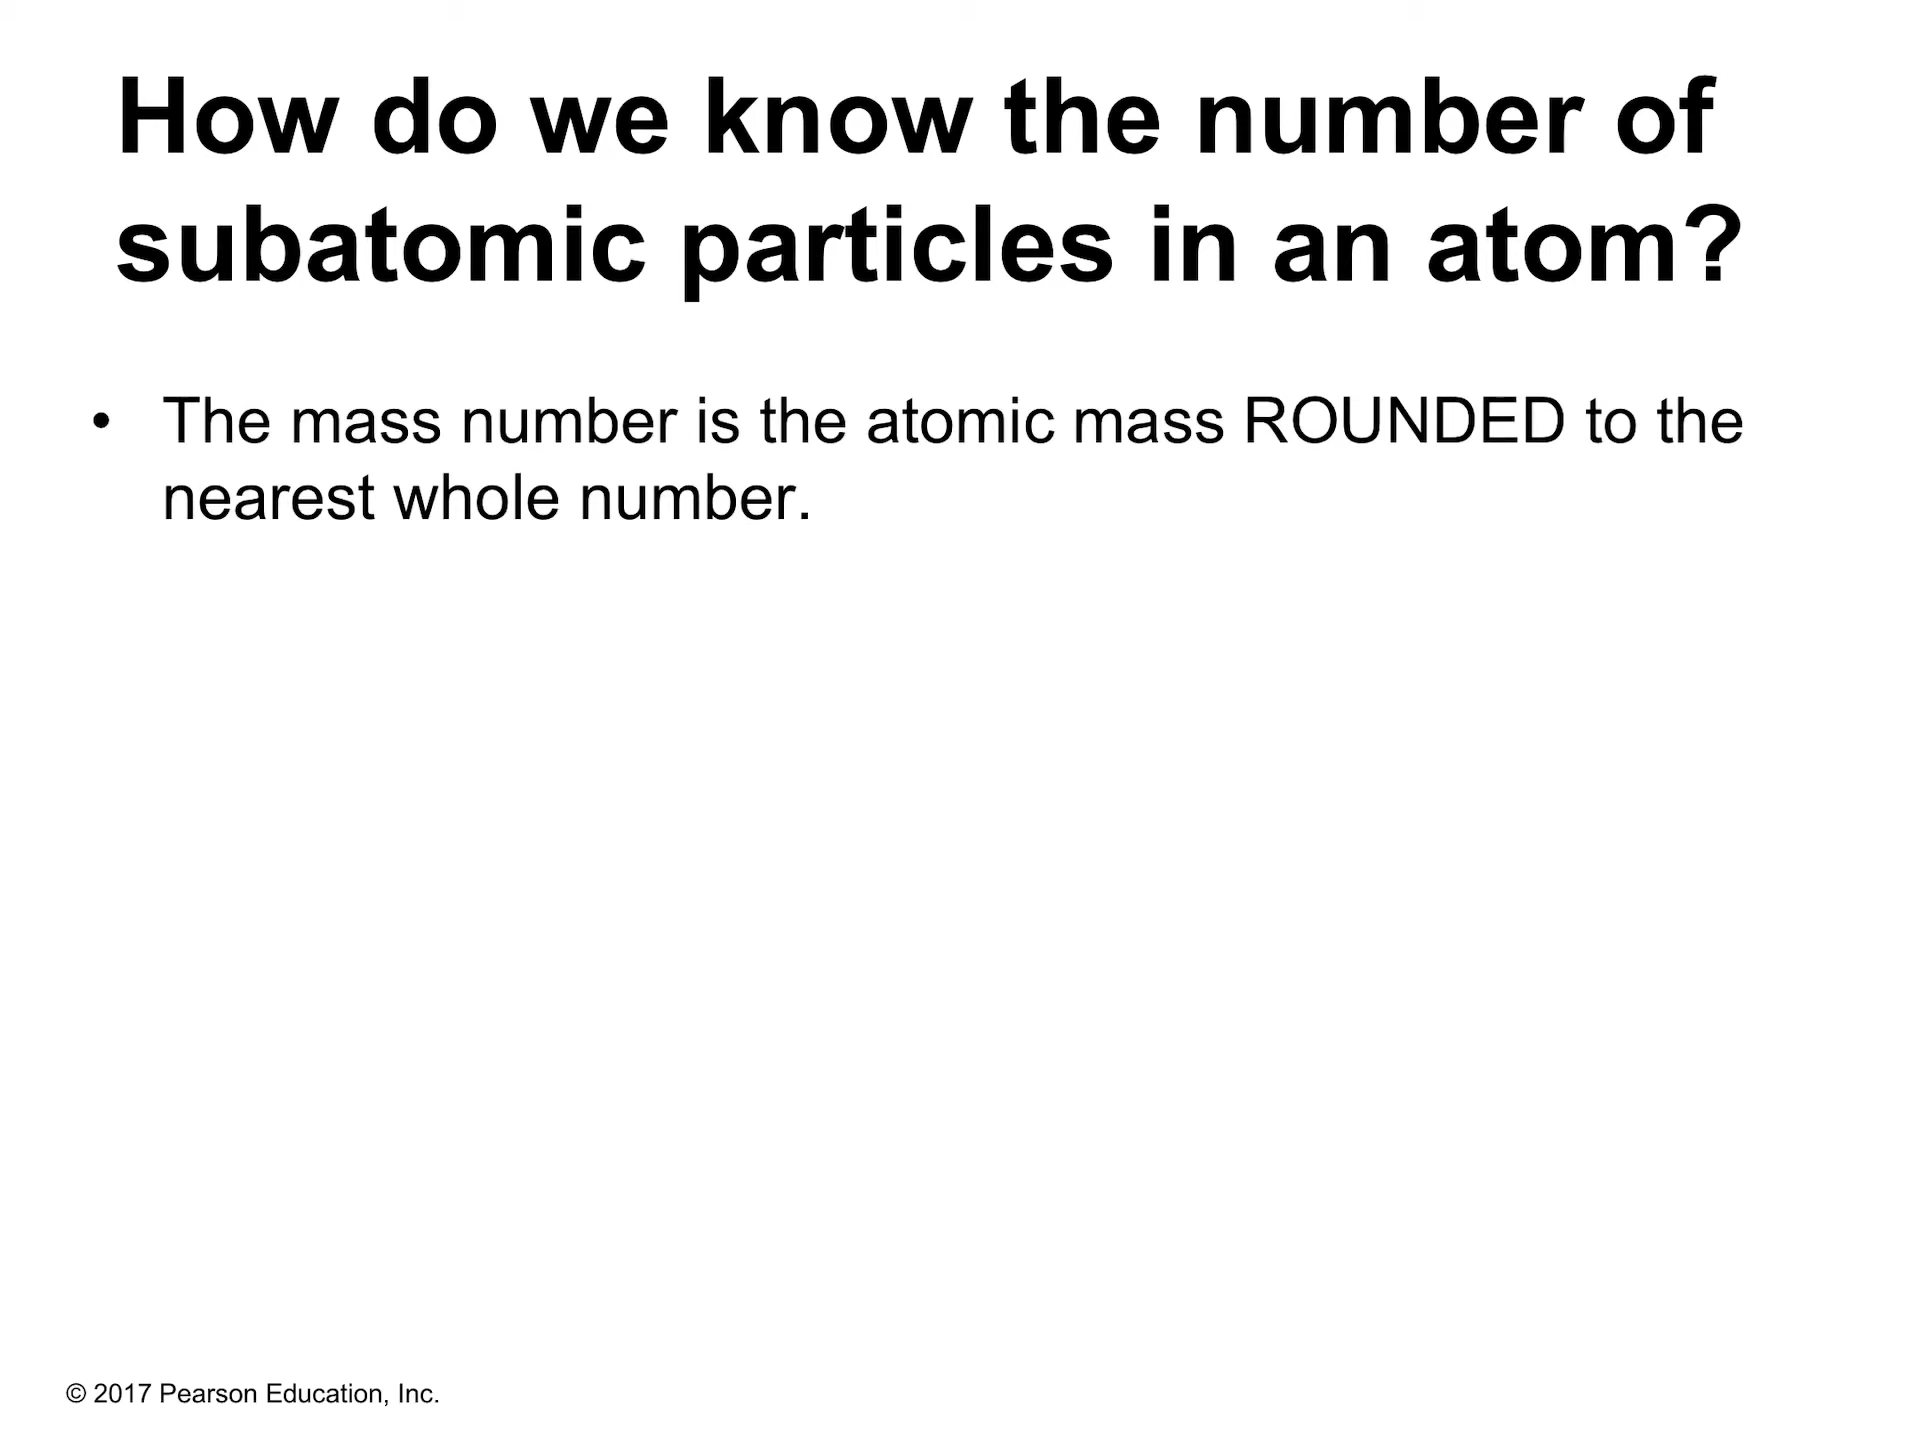 How do we know the number of
subatomic particles in an atom?
• The mass number is the atomic mass ROUNDED to the
nearest whole number.
© 2017 Pearson Education, Inc.